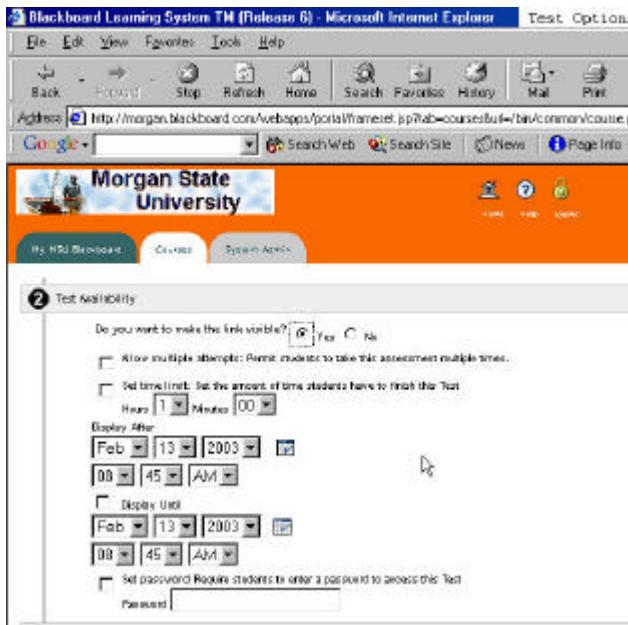 Blackboard Learning System TM (Release 6) - Microsoft Internet Explorer
Test Option
File Edit View Favorites Tools Help
Back Forward Stop Refresh Home Search Favorites History Mail Print
Address http://morgan.blackboard.com/webapps/portal/frameset.jsp?tab=courses&url=/bin/common/course.p
Google Search Web Search Site News Page Info
Morgan State
University
HOME HELP LOGOUT
My MSU Blackboard Courses System Admin
2 Test Availability
Do you want to make the link visible? Yes No
Allow multiple attempts: Permit students to take this assessment multiple times.
Set time limit: Set the amount of time students have to finish this Test
Hours 1 Minutes 00
Display After
Feb 13 2003
08 45 AM
Display Until
Feb 13 2003
08 45 AM
Set password Require students to enter a password to access this Test
Password